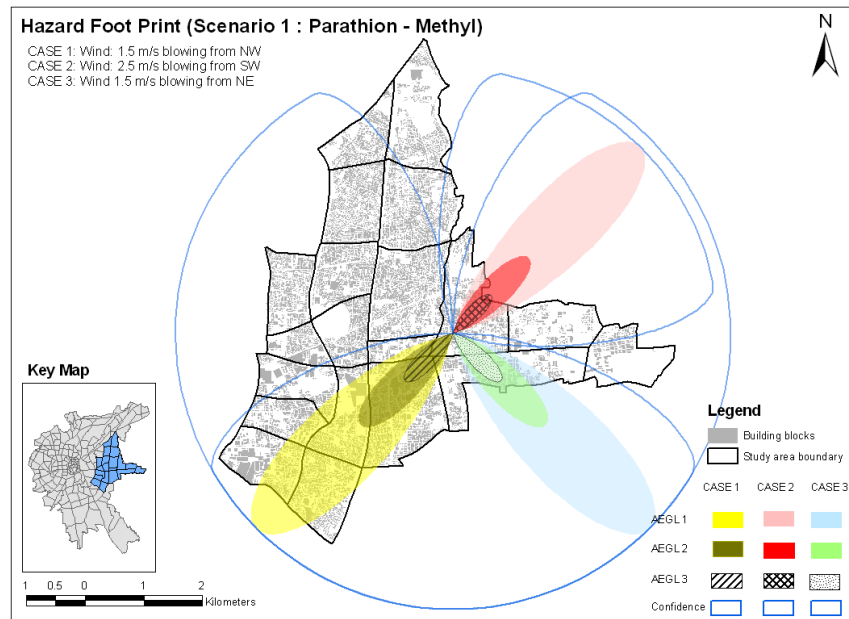 Hazard Foot Print (Scenario 1 : Parathion - Methyl)
CASE 1: Wind: 1.5 m/s blowing from NW
CASE 2: Wind: 2.5 m/s blowing from SW
CASE 3: Wind 1.5 m/s blowing from NE
N
Key Map
Legend
Building blocks
Study area boundary
CASE 1 CASE 2 CASE 3
AEGL 1
AEGL 2
AEGL 3
Confidence
1 0.5 0 1 2
Kilometers